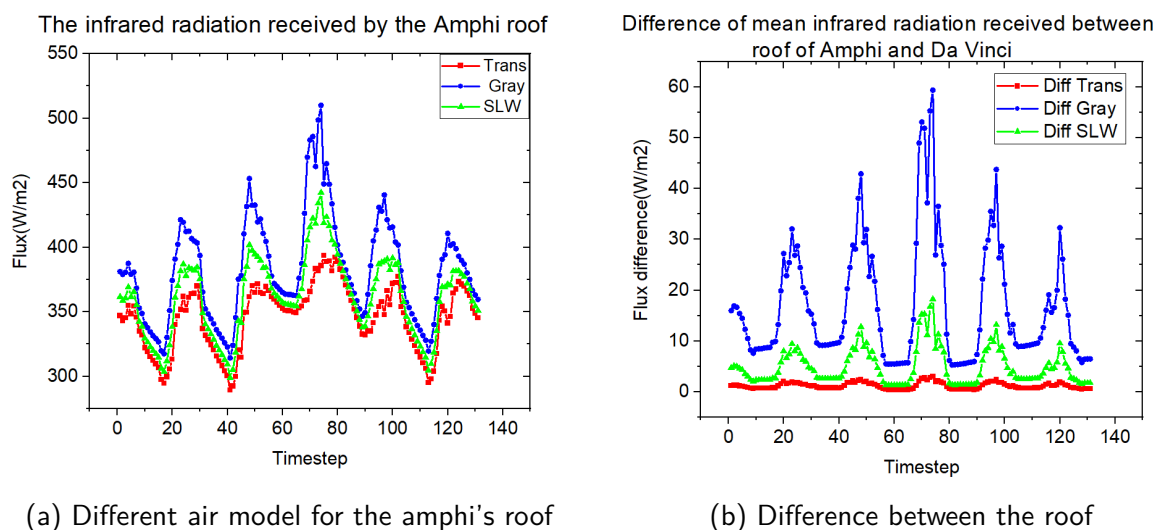 The infrared radiation received by the Amphi roof
550
500
450
400
350
300
Flux(W/m2)
Trans
Gray
SLW
0 20 40 60 80 100 120 140
Timestep
(a) Different air model for the amphi's roof
Difference of mean infrared radiation received between
roof of Amphi and Da Vinci
60
50
40
30
20
10
0
Flux difference(W/m2)
Diff Trans
Diff Gray
Diff SLW
0 20 40 60 80 100 120 140
Timestep
(b) Difference between the roof